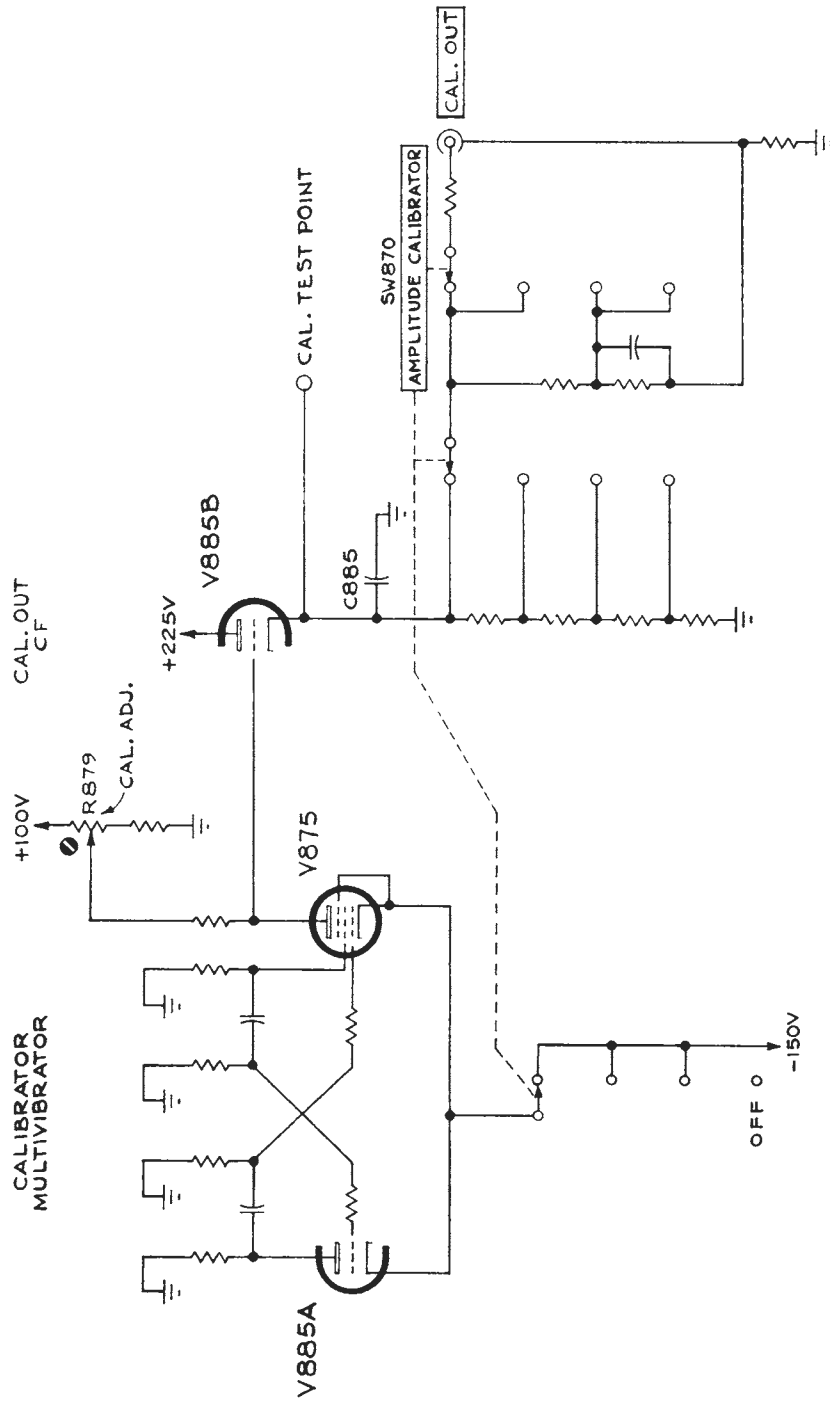 CALIBRATOR
MULTIVIBRATOR
V885A
V875
+100V
R879
CAL. ADJ.
CAL. OUT
CF
+225V
V885B
CAL. TEST POINT
C885
SW870
AMPLITUDE CALIBRATOR
CAL. OUT
OFF
-150V